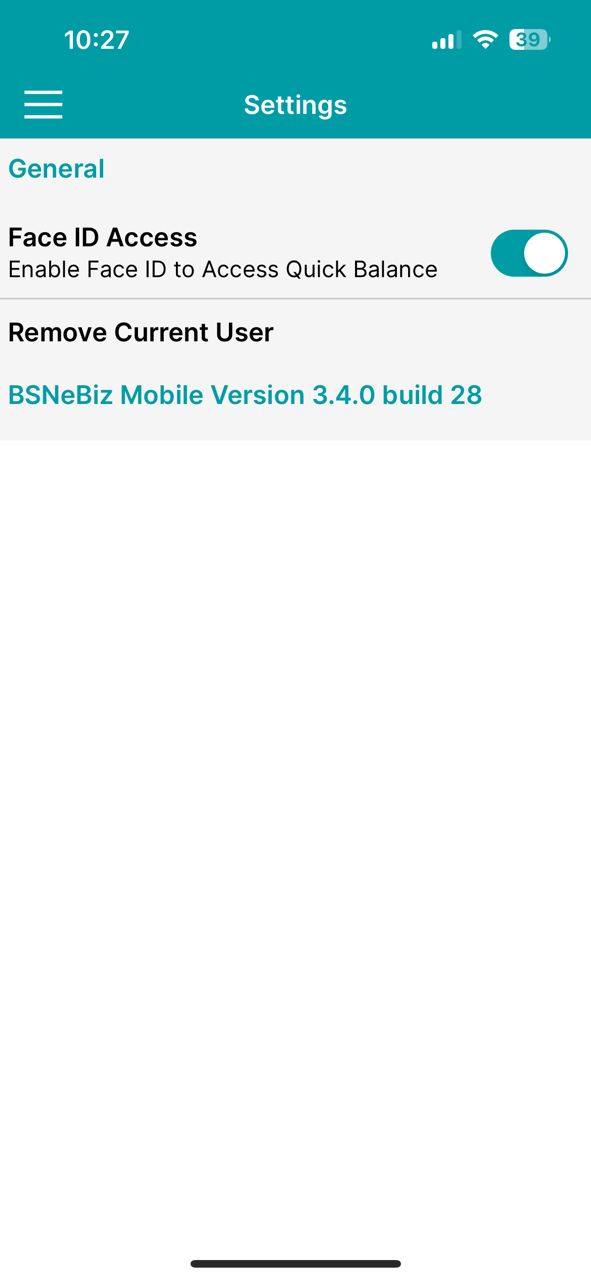 10:27
39
Settings
General
Face ID Access
Enable Face ID to Access Quick Balance
Remove Current User
BSNeBiz Mobile Version 3.4.0 build 28